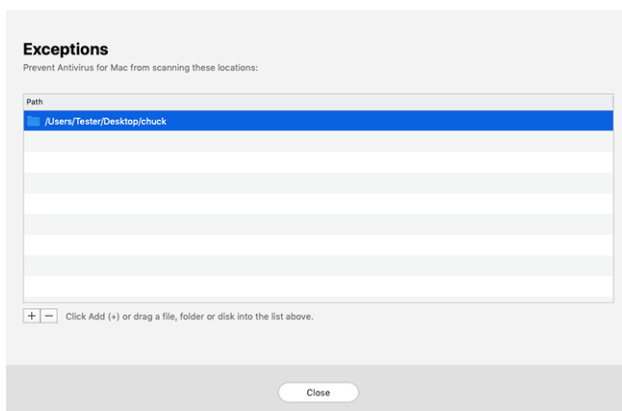 Exceptions
Prevent Antivirus for Mac from scanning these locations:
Path
/Users/Tester/Desktop/chuck
+ − Click Add (+) or drag a file, folder or disk into the list above.
Close